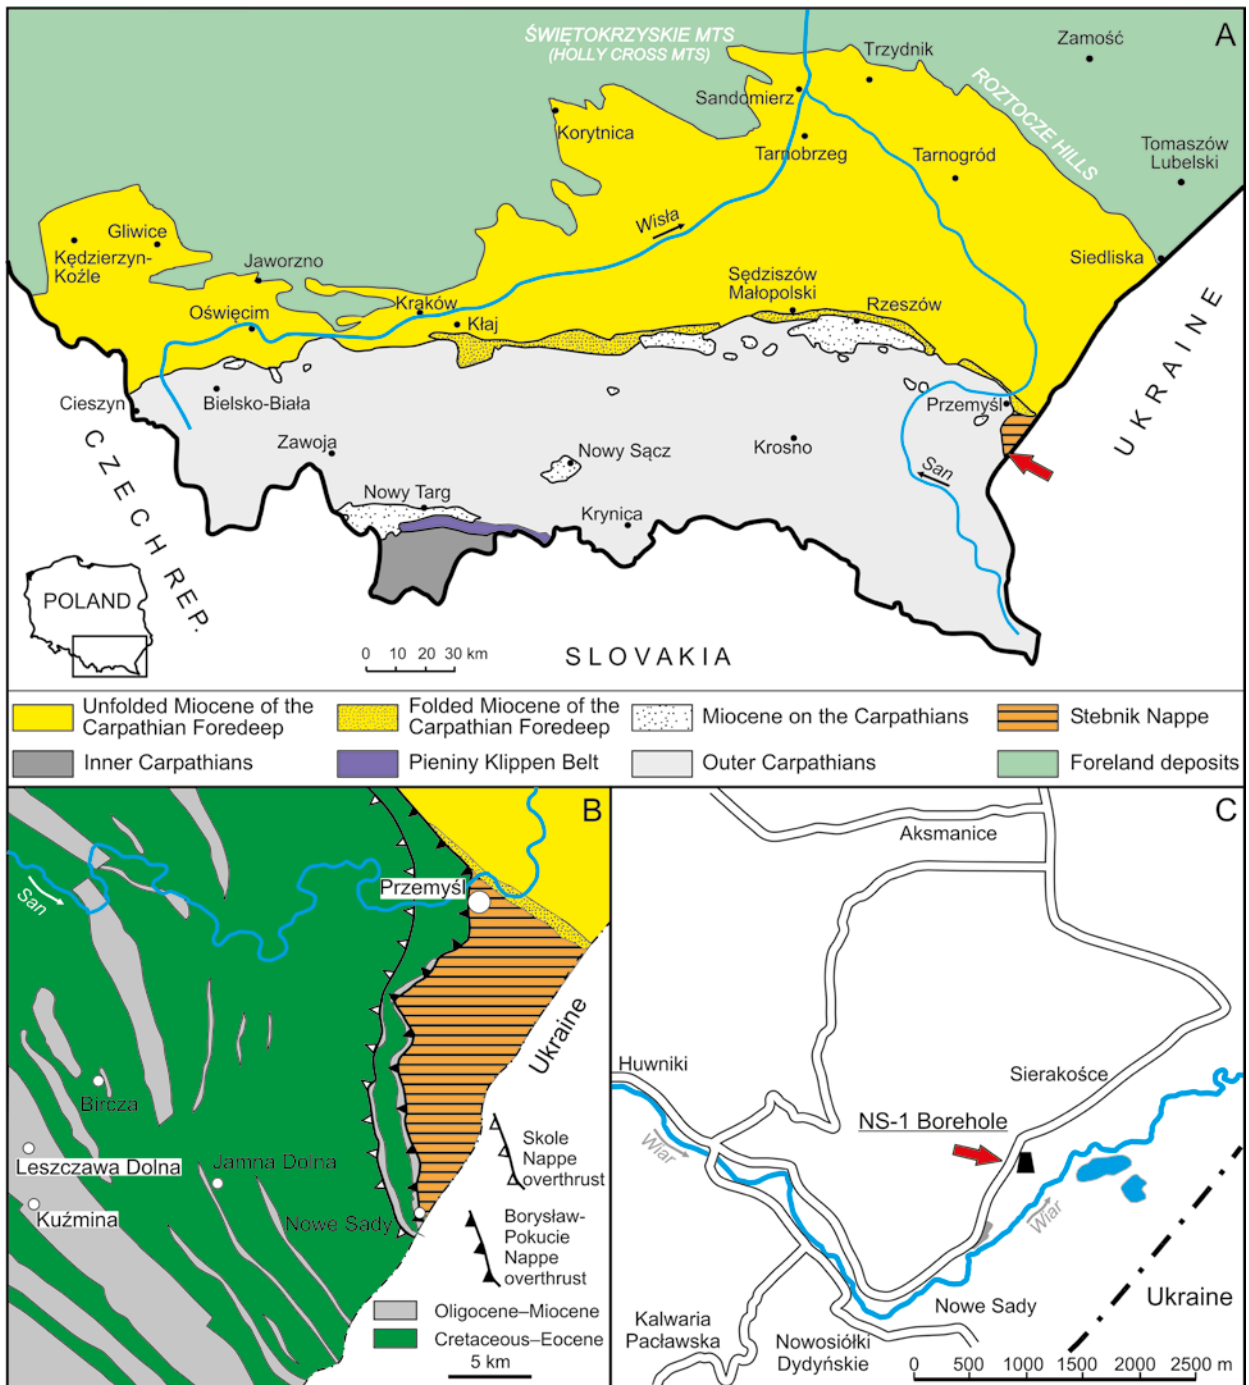 A
ŚWIĘTOKRZYSKIE MTS
(HOLLY CROSS MTS)
Trzydnik
Zamość
ROZTOCZE HILLS
Sandomierz
Korytnica
Tarnobrzeg
Tarnogród
Tomaszów
Lubelski
Wisła
Gliwice
Kędzierzyn-
Koźle
Jaworzno
Siedliska
Oświęcim
Kraków
Kłaj
Sędziszów
Małopolski
Rzeszów
UKRAINE
Cieszyn
Bielsko-Biała
Przemyśl
Zawoja
Nowy Sącz
Krosno
San
CZECH REP.
Nowy Targ
Krynica
POLAND
0 10 20 30 km
SLOVAKIA
Unfolded Miocene of the
Carpathian Foredeep
Folded Miocene of the
Carpathian Foredeep
Miocene on the Carpathians
Stebnik Nappe
Inner Carpathians
Pieniny Klippen Belt
Outer Carpathians
Foreland deposits
B
San
Przemyśl
Ukraine
Bircza
Leszczawa Dolna
Jamna Dolna
Kuźmina
Nowe Sady
Skole
Nappe
overthrust
Borysław-
Pokucie
Nappe
overthrust
Oligocene–Miocene
Cretaceous–Eocene
5 km
C
Aksmanice
Huwniki
Sierakośce
NS-1 Borehole
Wiar
Wiar
Nowe Sady
Ukraine
Kalwaria
Pacławska
Nowosiółki
Dydyńskie
0 500 1000 1500 2000 2500 m